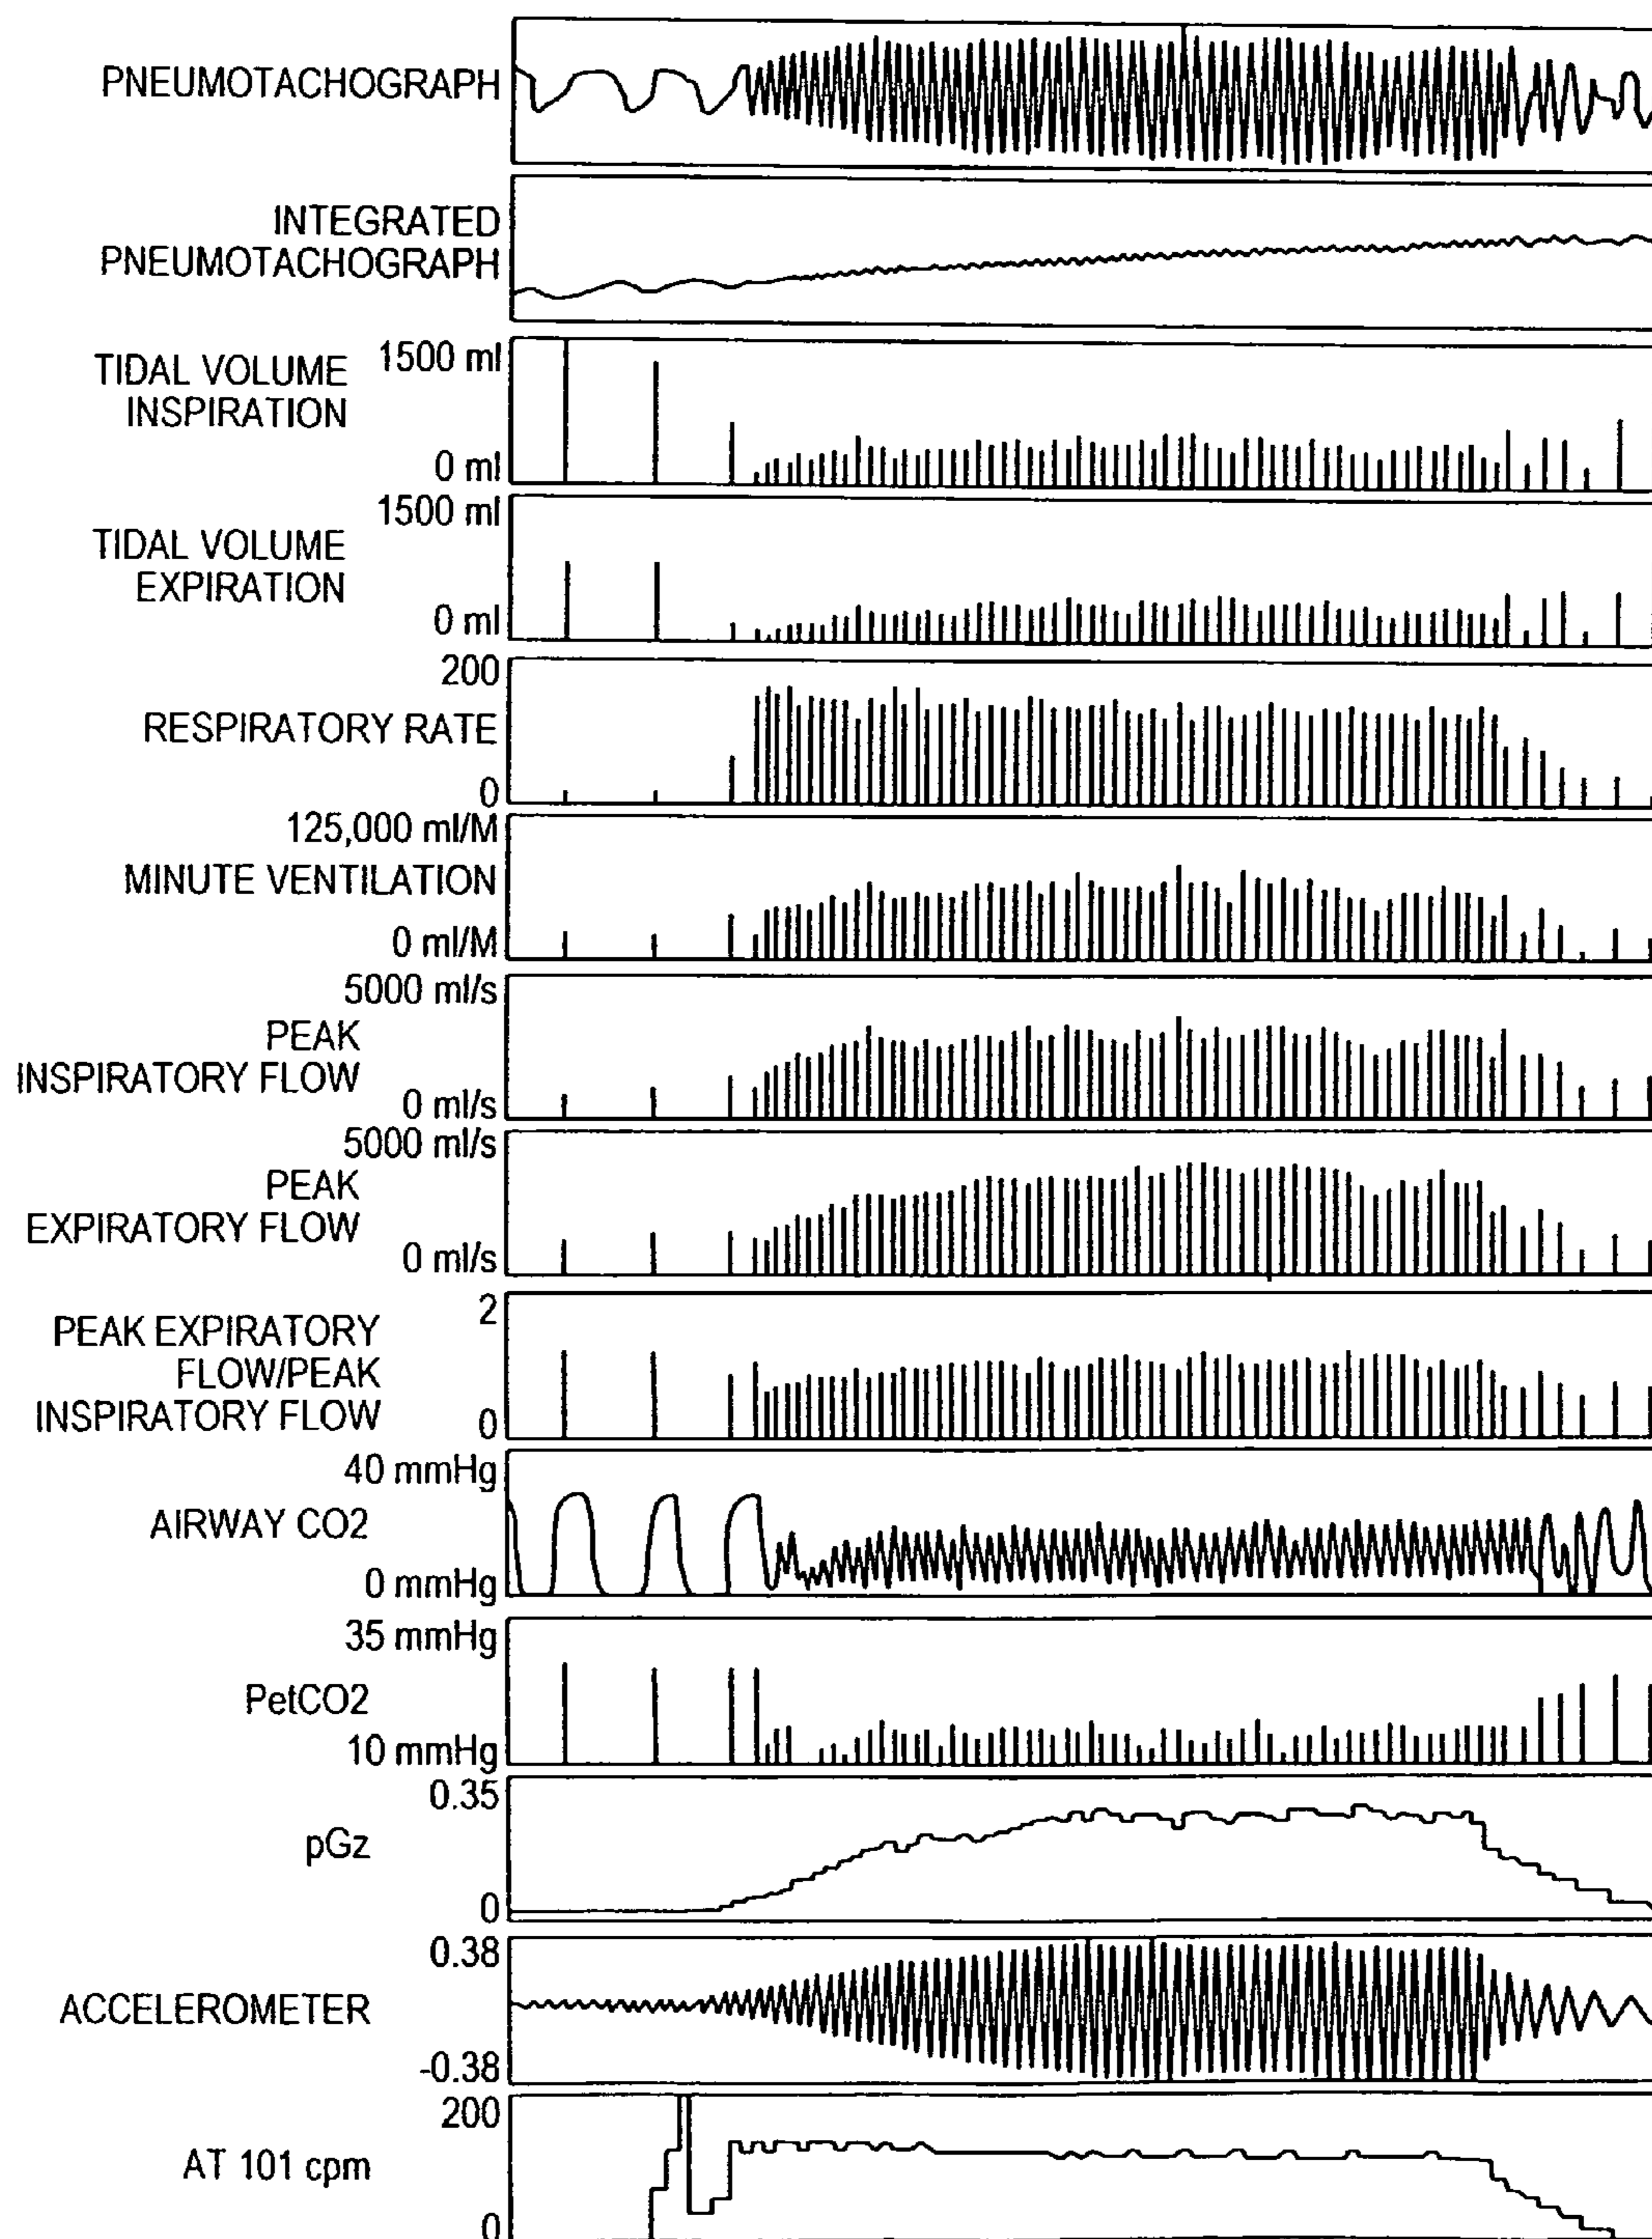 PNEUMOTACHOGRAPH
INTEGRATED
PNEUMOTACHOGRAPH
1500 ml
TIDAL VOLUME
INSPIRATION
0 ml
1500 ml
TIDAL VOLUME
EXPIRATION
0 ml
200
RESPIRATORY RATE
0
125,000 ml/M
MINUTE VENTILATION
0 ml/M
5000 ml/s
PEAK
INSPIRATORY FLOW
0 ml/s
5000 ml/s
PEAK
EXPIRATORY FLOW
0 ml/s
2
PEAK EXPIRATORY
FLOW/PEAK
INSPIRATORY FLOW
0
40 mmHg
AIRWAY CO2
0 mmHg
35 mmHg
PetCO2
10 mmHg
0.35
pGz
0
0.38
ACCELEROMETER
-0.38
200
AT 101 cpm
0